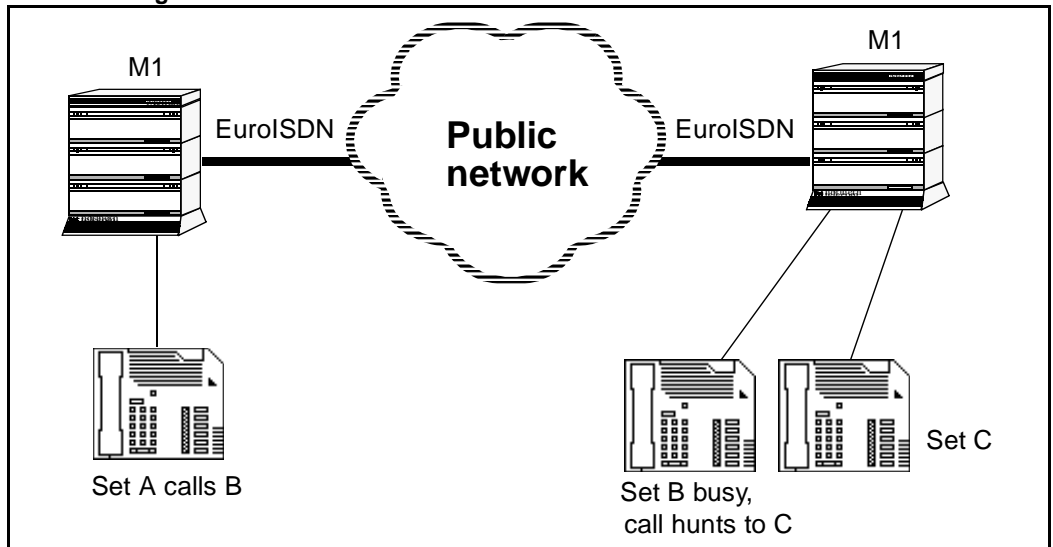 M1
M1
EuroISDN
Public
network
EuroISDN
Set A calls B
Set B busy,
call hunts to C
Set C